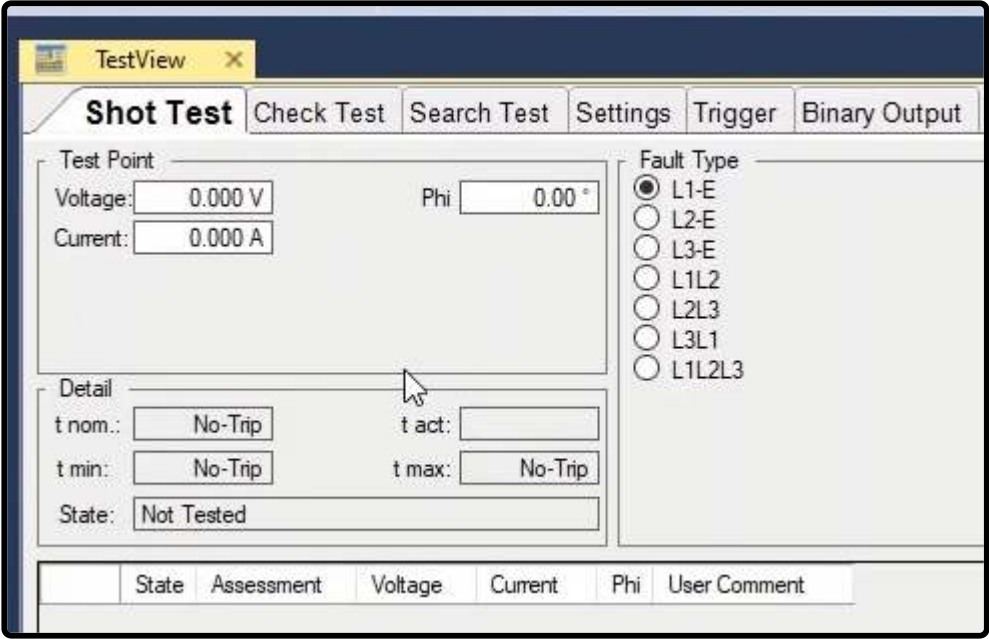 TestView
Shot Test Check Test Search Test Settings Trigger Binary Output
Test Point
Voltage: 0.000 V Phi 0.00 °
Current: 0.000 A
Fault Type
L1-E
L2-E
L3-E
L1L2
L2L3
L3L1
L1L2L3
Detail
t nom.: No-Trip t act:
t min: No-Trip t max: No-Trip
State: Not Tested
State Assessment Voltage Current Phi User Comment